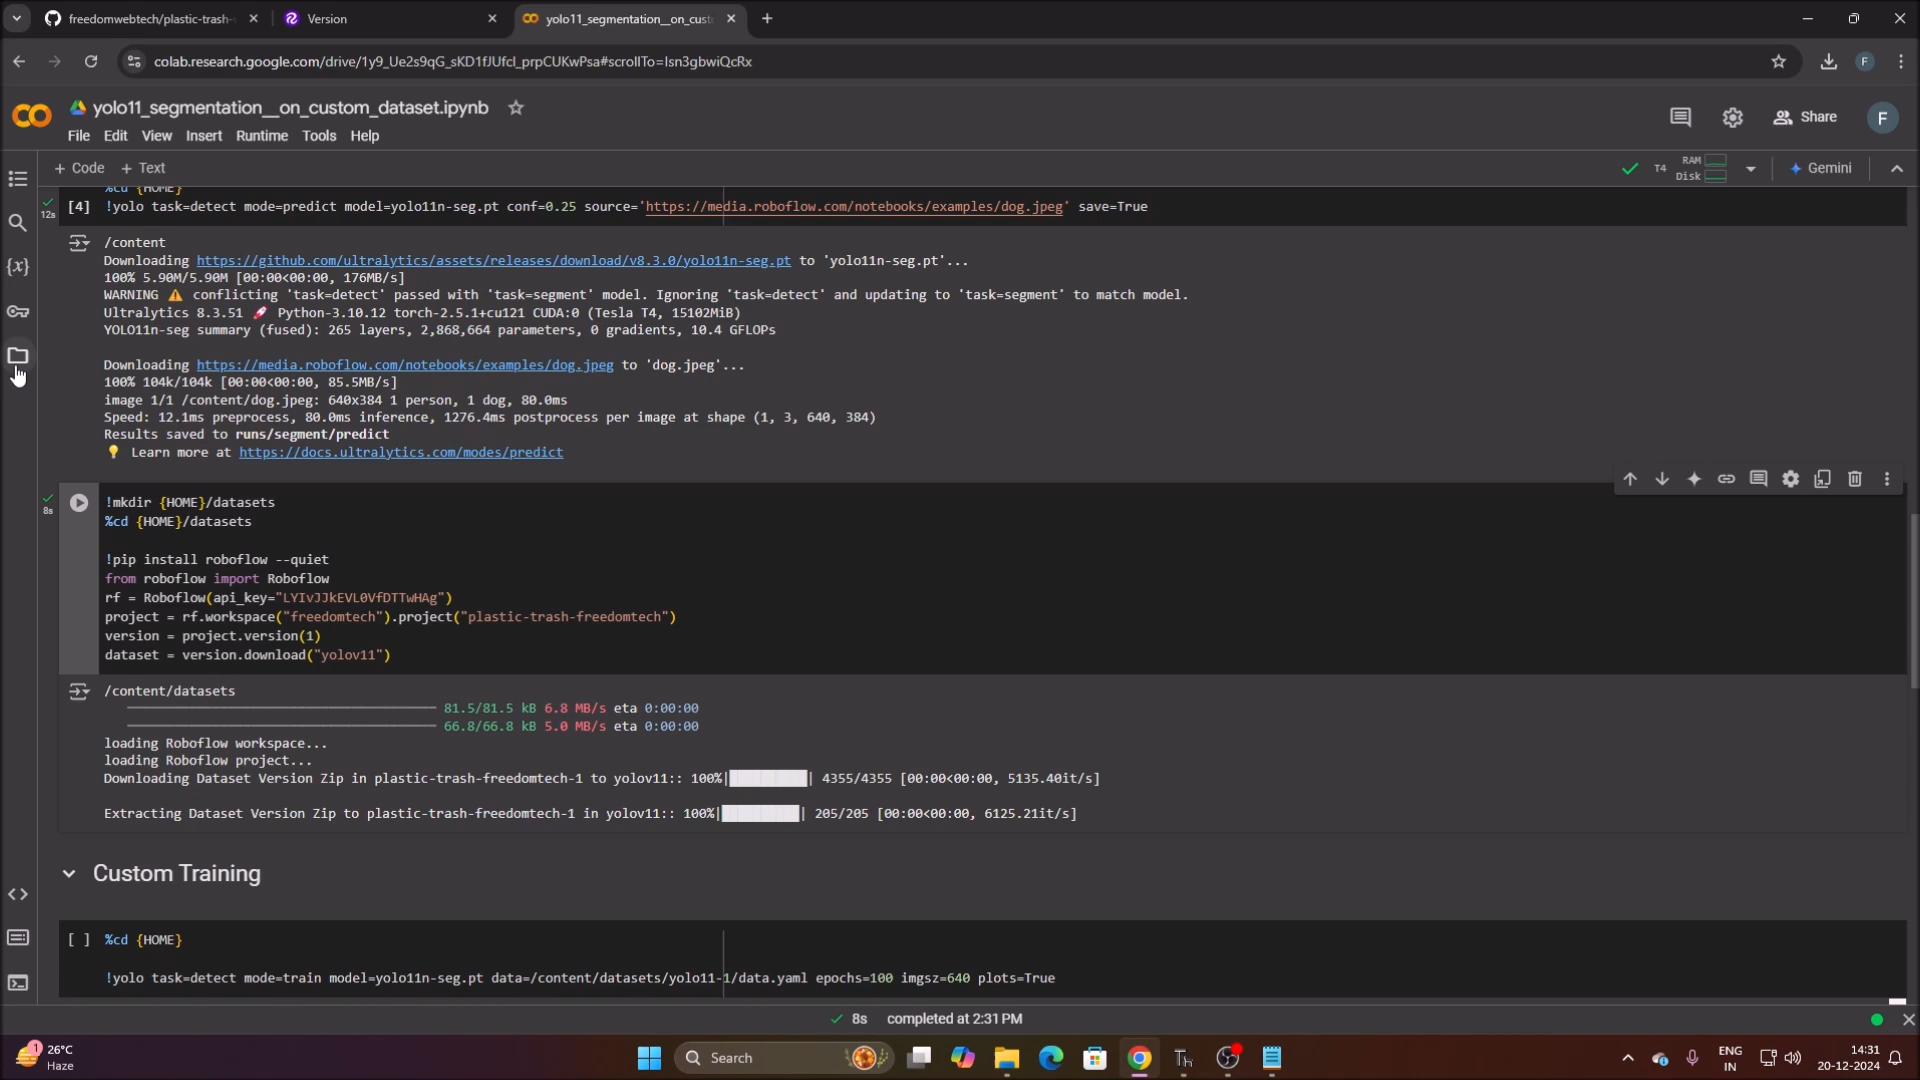 freedomwebtech/plastic-trash-
Version
yolo11_segmentation__on_cust
colab.research.google.com/drive/1y9_Ue2s9qG_sKD1fJUfcl_prpCUKwPsa#scrollTo=Isn3gbwiQcRx
F
yolo11_segmentation__on_custom_dataset.ipynb
File Edit View Insert Runtime Tools Help
Share
F
+ Code + Text
T4 RAM Disk
Gemini
%cd {HOME}
12s
[4] !yolo task=detect mode=predict model=yolo11n-seg.pt conf=0.25 source='https://media.roboflow.com/notebooks/examples/dog.jpeg' save=True
/content
Downloading https://github.com/ultralytics/assets/releases/download/v8.3.0/yolo11n-seg.pt to 'yolo11n-seg.pt'...
100% 5.90M/5.90M [00:00<00:00, 176MB/s]
WARNING ⚠️ conflicting 'task=detect' passed with 'task=segment' model. Ignoring 'task=detect' and updating to 'task=segment' to match model.
Ultralytics 8.3.51 🚀 Python-3.10.12 torch-2.5.1+cu121 CUDA:0 (Tesla T4, 15102MiB)
YOLO11n-seg summary (fused): 265 layers, 2,868,664 parameters, 0 gradients, 10.4 GFLOPs
Downloading https://media.roboflow.com/notebooks/examples/dog.jpeg to 'dog.jpeg'...
100% 104k/104k [00:00<00:00, 85.5MB/s]
image 1/1 /content/dog.jpeg: 640x384 1 person, 1 dog, 80.0ms
Speed: 12.1ms preprocess, 80.0ms inference, 1276.4ms postprocess per image at shape (1, 3, 640, 384)
Results saved to runs/segment/predict
💡 Learn more at https://docs.ultralytics.com/modes/predict
8s
!mkdir {HOME}/datasets
%cd {HOME}/datasets
!pip install roboflow --quiet
from roboflow import Roboflow
rf = Roboflow(api_key="LYIvJJkEVL0VfDTTwHAg")
project = rf.workspace("freedomtech").project("plastic-trash-freedomtech")
version = project.version(1)
dataset = version.download("yolov11")
/content/datasets
81.5/81.5 kB 6.8 MB/s eta 0:00:00
66.8/66.8 kB 5.0 MB/s eta 0:00:00
loading Roboflow workspace...
loading Roboflow project...
Downloading Dataset Version Zip in plastic-trash-freedomtech-1 to yolov11:: 100%|██████████| 4355/4355 [00:00<00:00, 5135.40it/s]
Extracting Dataset Version Zip to plastic-trash-freedomtech-1 in yolov11:: 100%|██████████| 205/205 [00:00<00:00, 6125.21it/s]
Custom Training
[ ] %cd {HOME}
!yolo task=detect mode=train model=yolo11n-seg.pt data=/content/datasets/yolo11-1/data.yaml epochs=100 imgsz=640 plots=True
8s completed at 2:31 PM
1
26°C
Haze
Search
ENG
IN
14:31
20-12-2024